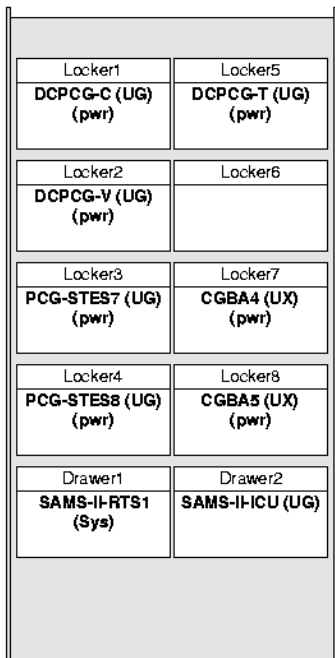 Locker1
DCPCG-C (UG)
(pwr)
Locker5
DCPCG-T (UG)
(pwr)
Locker2
DCPCG-V (UG)
(pwr)
Locker6
Locker3
PCG-STES7 (UG)
(pwr)
Locker7
CGBA4 (UX)
(pwr)
Locker4
PCG-STES8 (UG)
(pwr)
Locker8
CGBA5 (UX)
(pwr)
Drawer1
SAMS-II-RTS1
(Sys)
Drawer2
SAMS-II-ICU (UG)